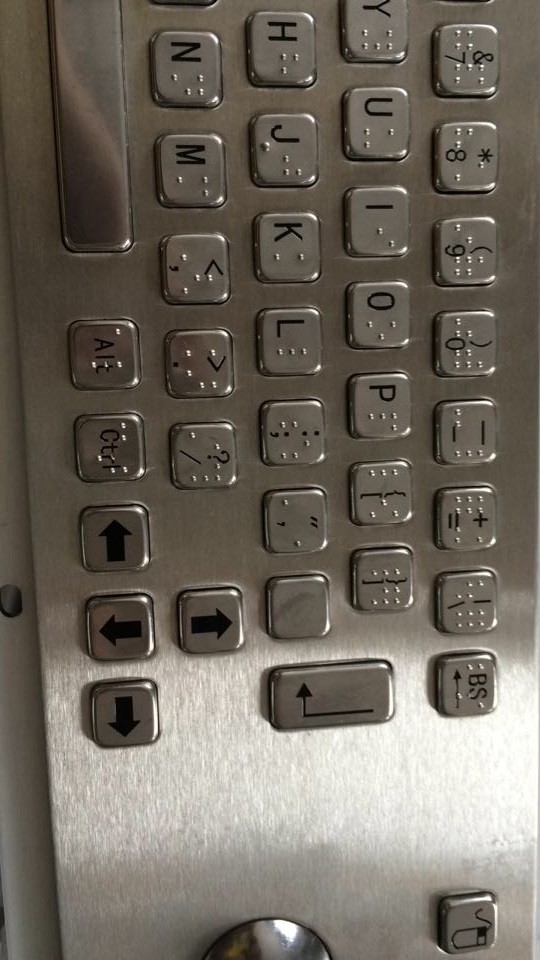 & 7 * 8 ( 9 ) 0 _ - + = | \ BS
Y U I O P { [ } ]
H J K L : ; " '
N M < , > . ? /
Alt Ctrl